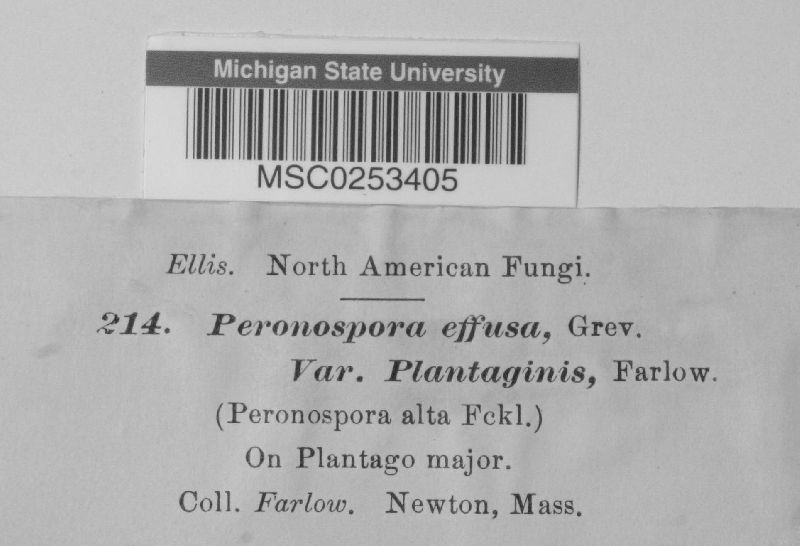 Michigan State University
MSC0253405
Ellis. North American Fungi.
214. Peronospora effusa, Grev.
Var. Plantaginis, Farlow.
(Peronospora alta Fckl.)
On Plantago major.
Coll. Farlow. Newton, Mass.